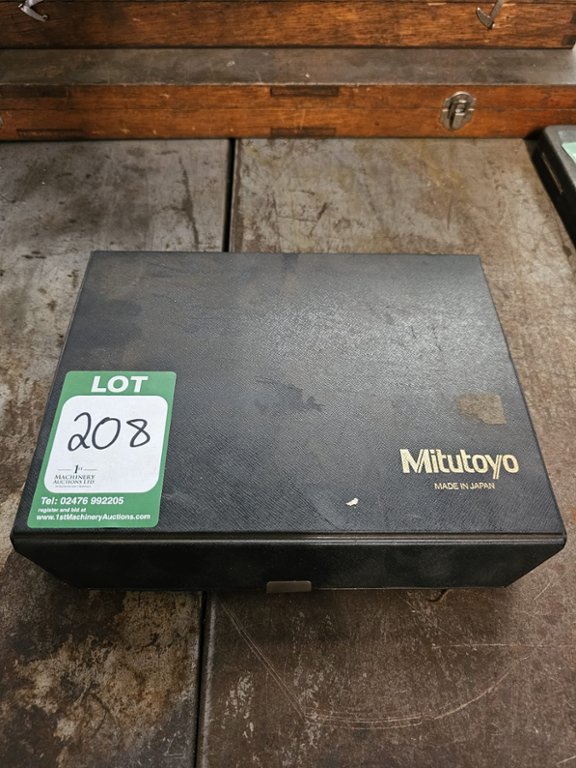 LOT
208
1st
MACHINERY
AUCTIONS LTD
Tel: 02476 992205
register and bid at
www.1stMachineryAuctions.com
Mitutoyo
MADE IN JAPAN